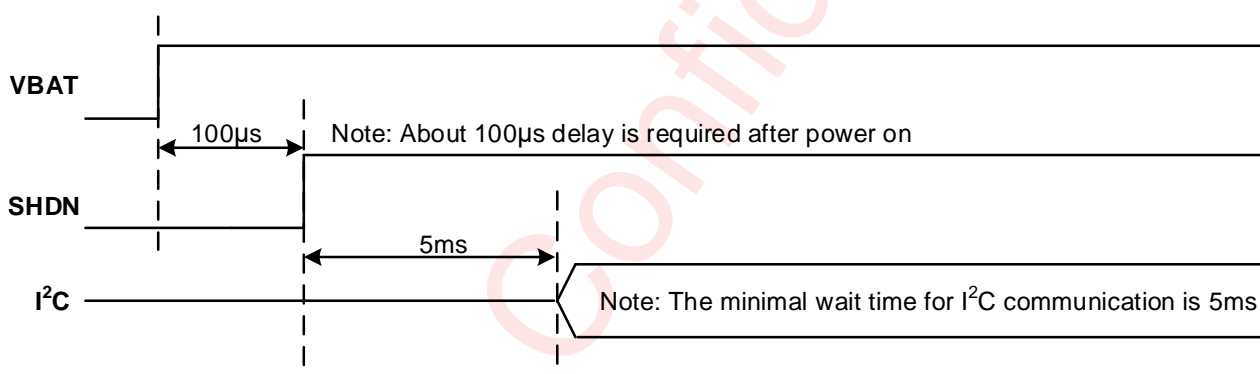 VBAT
100µs
Note: About 100µs delay is required after power on
SHDN
5ms
I²C
Note: The minimal wait time for I²C communication is 5ms
Confi